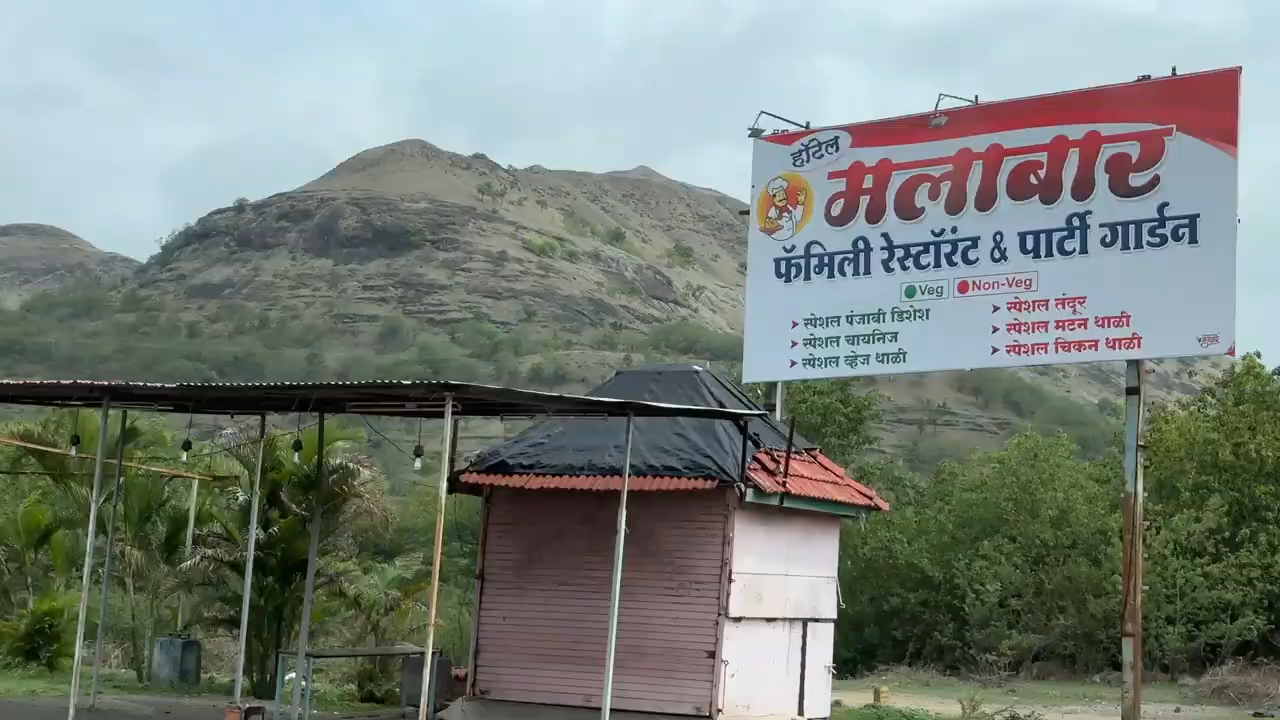 हॉटेल
मलाबार
फॅमिली रेस्टॉरंट & पार्टी गार्डन
Veg Non-Veg
➤ स्पेशल पंजाबी डिशेश
➤ स्पेशल चायनिज
➤ स्पेशल व्हेज थाळी
➤ स्पेशल तंदूर
➤ स्पेशल मटन थाळी
➤ स्पेशल चिकन थाळी